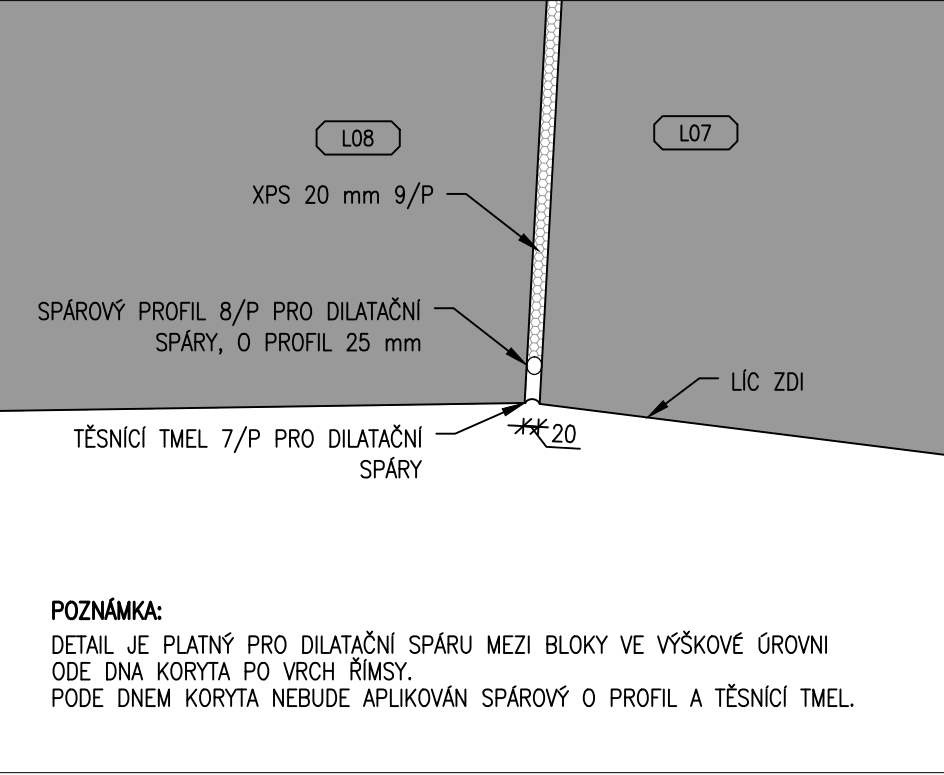 L08
L07
XPS 20 mm 9/P
SPÁROVÝ PROFIL 8/P PRO DILATAČNÍ
SPÁRY, O PROFIL 25 mm
LÍC ZDI
TĚSNÍCÍ TMEL 7/P PRO DILATAČNÍ
SPÁRY
20
POZNÁMKA:
DETAIL JE PLATNÝ PRO DILATAČNÍ SPÁRU MEZI BLOKY VE VÝŠKOVÉ ÚROVNI
ODE DNA KORYTA PO VRCH ŘÍMSY.
PODE DNEM KORYTA NEBUDE APLIKOVÁN SPÁROVÝ O PROFIL A TĚSNÍCÍ TMEL.